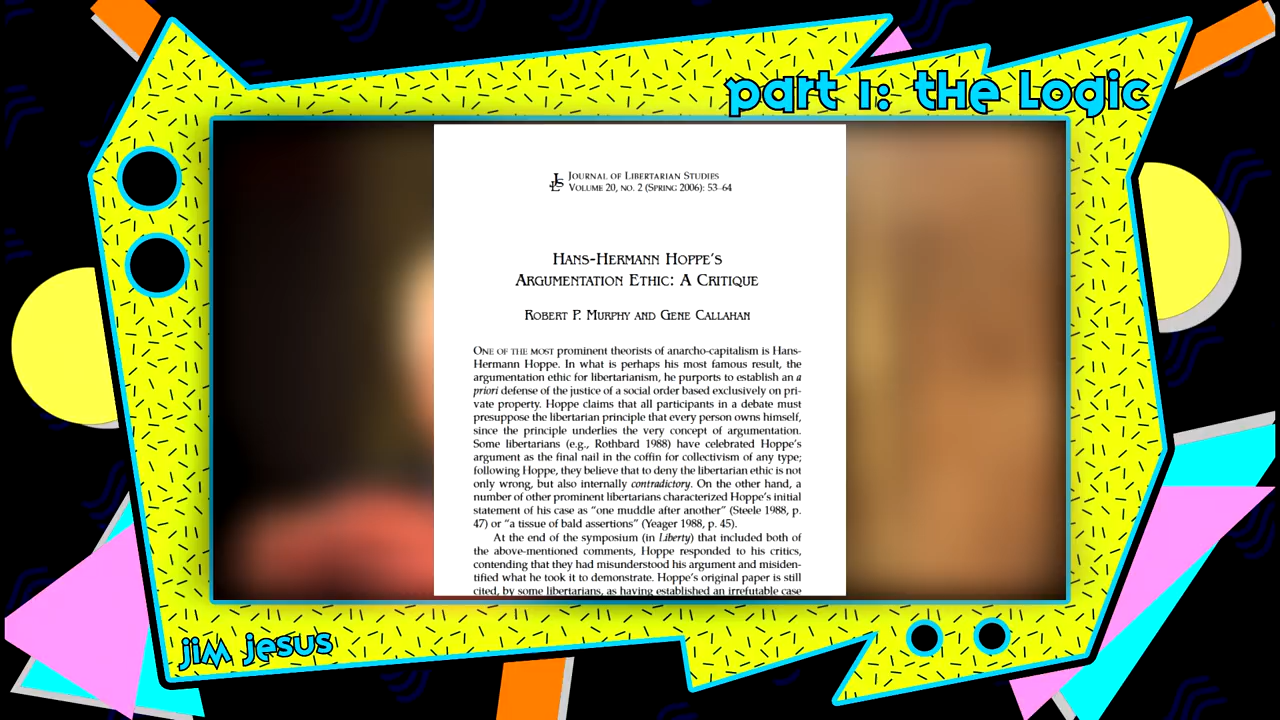 part 1: the Logic
JLS
Journal of Libertarian Studies
Volume 20, no. 2 (Spring 2006): 53–64
Hans-Hermann Hoppe's
Argumentation Ethic: A Critique
Robert P. Murphy and Gene Callahan
One of the most prominent theorists of anarcho-capitalism is Hans-
Hermann Hoppe. In what is perhaps his most famous result, the
argumentation ethic for libertarianism, he purports to establish an a
priori defense of the justice of a social order based exclusively on pri-
vate property. Hoppe claims that all participants in a debate must
presuppose the libertarian principle that every person owns himself,
since the principle underlies the very concept of argumentation.
Some libertarians (e.g., Rothbard 1988) have celebrated Hoppe's
argument as the final nail in the coffin for collectivism of any type;
following Hoppe, they believe that to deny the libertarian ethic is not
only wrong, but also internally contradictory. On the other hand, a
number of other prominent libertarians characterized Hoppe's initial
statement of his case as “one muddle after another” (Steele 1988, p.
47) or “a tissue of bald assertions” (Yeager 1988, p. 45).
At the end of the symposium (in Liberty) that included both of
the above-mentioned comments, Hoppe responded to his critics,
contending that they had misunderstood his argument and misiden-
tified what he took it to demonstrate. Hoppe's original paper is still
cited, by some libertarians, as having established an irrefutable case
jim jesus